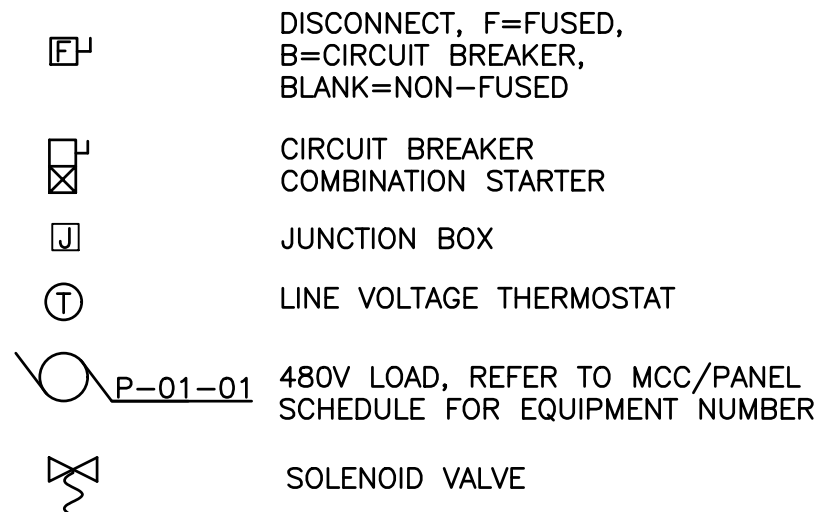 F
DISCONNECT, F=FUSED,
B=CIRCUIT BREAKER,
BLANK=NON-FUSED
CIRCUIT BREAKER
COMBINATION STARTER
J
JUNCTION BOX
T
LINE VOLTAGE THERMOSTAT
P-01-01
480V LOAD, REFER TO MCC/PANEL
SCHEDULE FOR EQUIPMENT NUMBER
SOLENOID VALVE